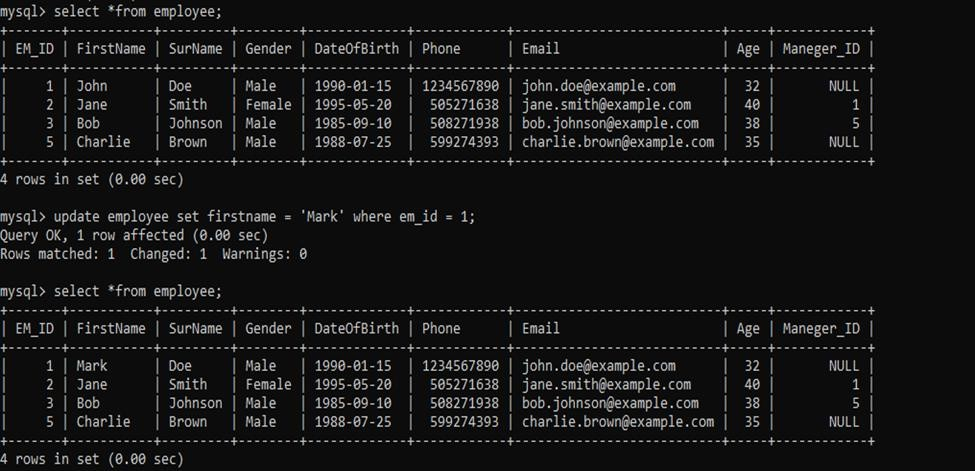 mysql> select *from employee;
+-------+-----------+---------+--------+-------------+------------+---------------------------+-----+------------+
| EM_ID | FirstName | SurName | Gender | DateOfBirth | Phone      | Email                     | Age | Maneger_ID |
+-------+-----------+---------+--------+-------------+------------+---------------------------+-----+------------+
|     1 | John      | Doe     | Male   | 1990-01-15  | 1234567890 | john.doe@example.com      |  32 |       NULL |
|     2 | Jane      | Smith   | Female | 1995-05-20  |  505271638 | jane.smith@example.com    |  40 |          1 |
|     3 | Bob       | Johnson | Male   | 1985-09-10  |  508271938 | bob.johnson@example.com   |  38 |          5 |
|     5 | Charlie   | Brown   | Male   | 1988-07-25  |  599274393 | charlie.brown@example.com |  35 |       NULL |
+-------+-----------+---------+--------+-------------+------------+---------------------------+-----+------------+
4 rows in set (0.00 sec)
mysql> update employee set firstname = 'Mark' where em_id = 1;
Query OK, 1 row affected (0.00 sec)
Rows matched: 1  Changed: 1  Warnings: 0
mysql> select *from employee;
+-------+-----------+---------+--------+-------------+------------+---------------------------+-----+------------+
| EM_ID | FirstName | SurName | Gender | DateOfBirth | Phone      | Email                     | Age | Maneger_ID |
+-------+-----------+---------+--------+-------------+------------+---------------------------+-----+------------+
|     1 | Mark      | Doe     | Male   | 1990-01-15  | 1234567890 | john.doe@example.com      |  32 |       NULL |
|     2 | Jane      | Smith   | Female | 1995-05-20  |  505271638 | jane.smith@example.com    |  40 |          1 |
|     3 | Bob       | Johnson | Male   | 1985-09-10  |  508271938 | bob.johnson@example.com   |  38 |          5 |
|     5 | Charlie   | Brown   | Male   | 1988-07-25  |  599274393 | charlie.brown@example.com |  35 |       NULL |
+-------+-----------+---------+--------+-------------+------------+---------------------------+-----+------------+
4 rows in set (0.00 sec)